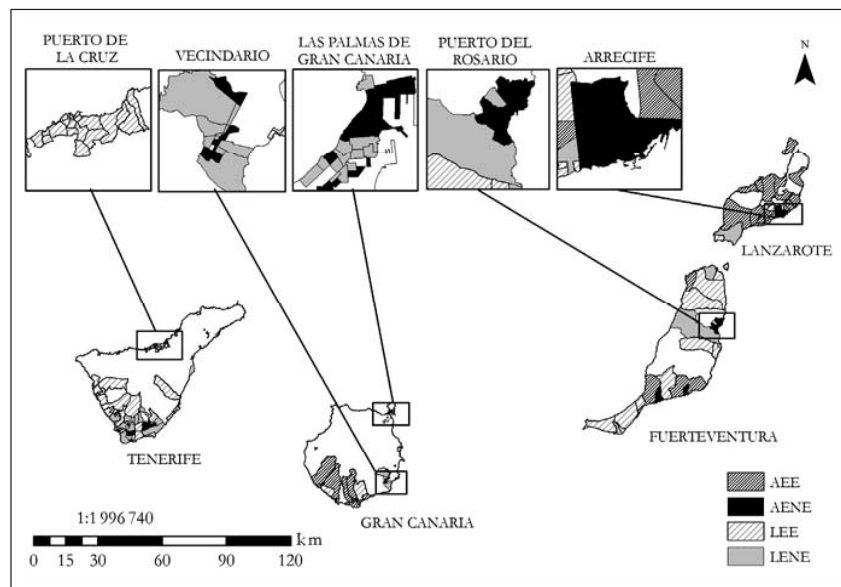 PUERTO DE
LA CRUZ
VECINDARIO
LAS PALMAS DE
GRAN CANARIA
PUERTO DEL
ROSARIO
ARRECIFE
N
LANZAROTE
FUERTEVENTURA
TENERIFE
GRAN CANARIA
AEE
AENE
LEE
LENE
1:1 996 740
km
0 15 30 60 90 120